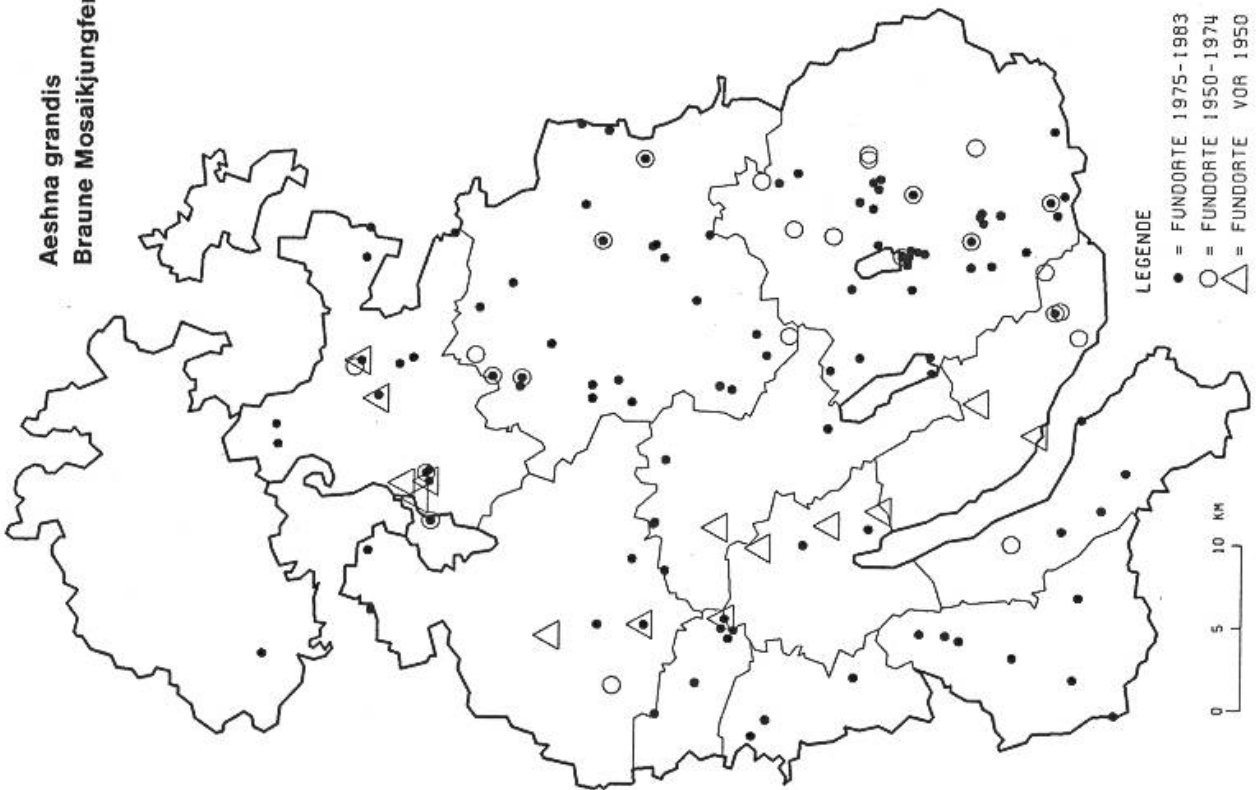 Aeshna grandis
Braune Mosaikjungfer
LEGENDE
● = FUNDORTE 1975-1983
○ = FUNDORTE 1950-1974
△ = FUNDORTE VOR 1950
0 5 10 KM